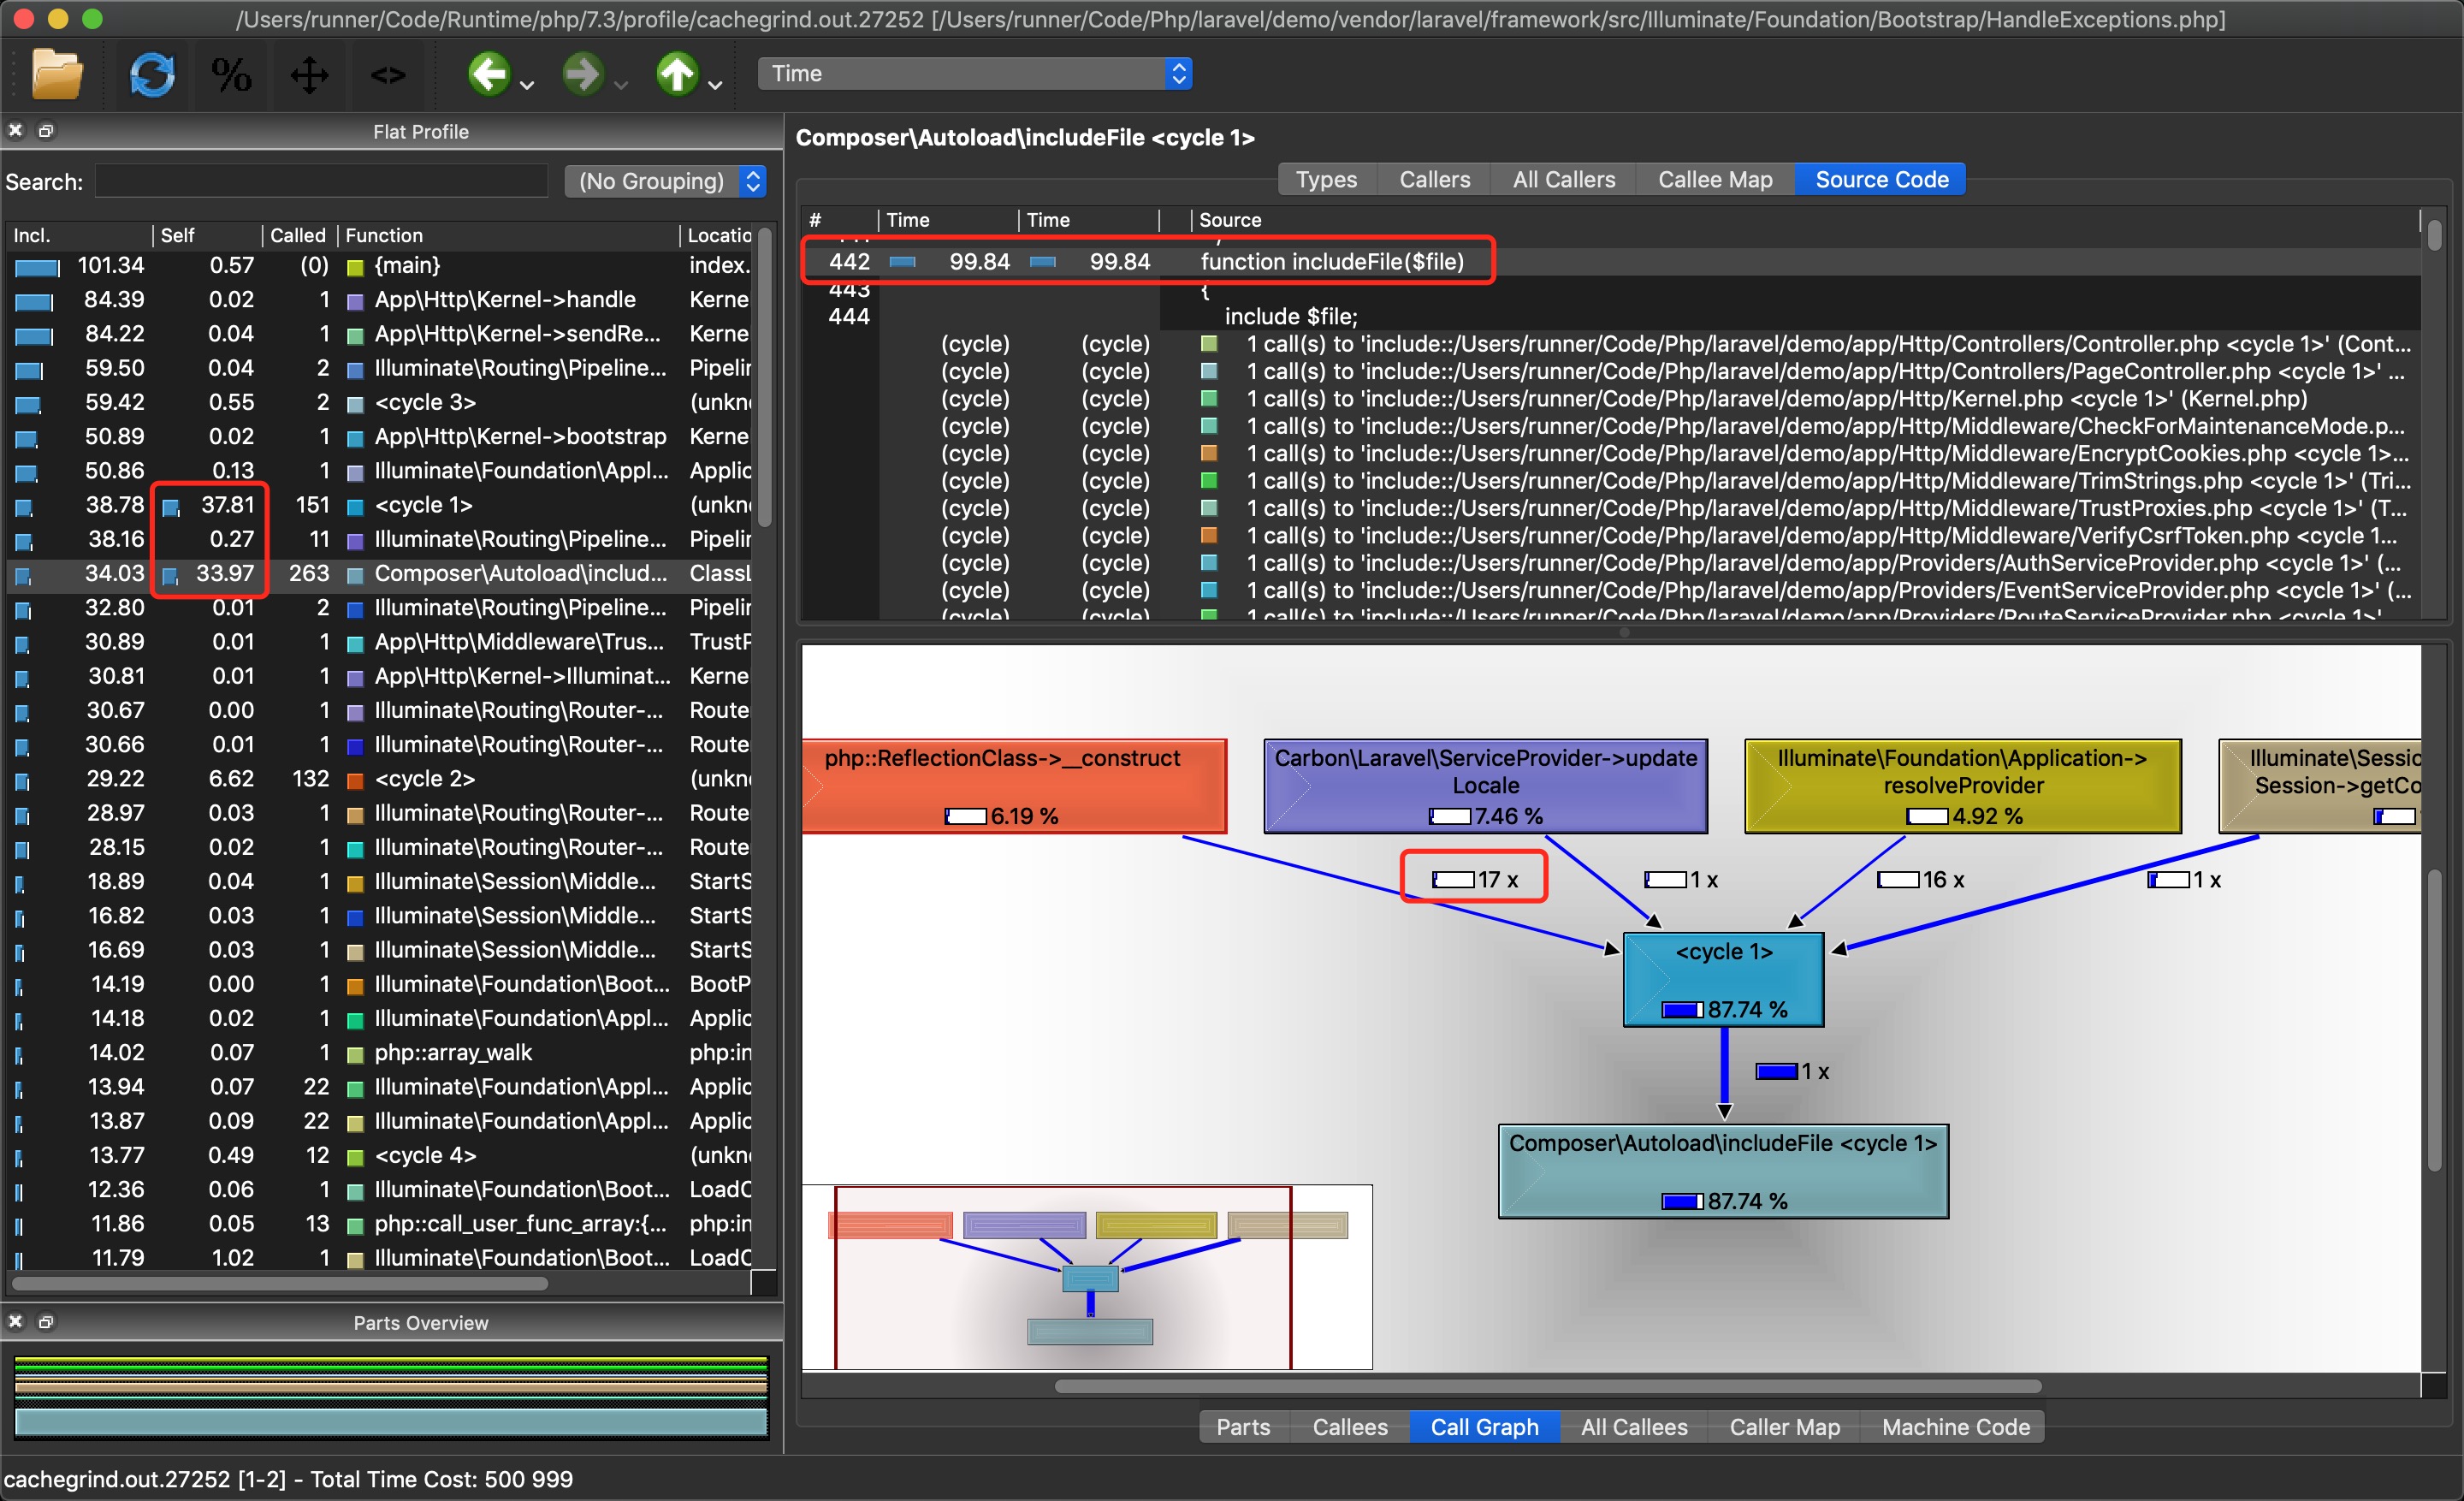 /Users/runner/Code/Runtime/php/7.3/profile/cachegrind.out.27252 [/Users/runner/Code/Php/laravel/demo/vendor/laravel/framework/src/Illuminate/Foundation/Bootstrap/HandleExceptions.php]
% <> Time
Flat Profile
Search: (No Grouping)
Incl. Self Called Function Locatio
101.34 0.57 (0) {main} index.
84.39 0.02 1 App\Http\Kernel->handle Kerne
84.22 0.04 1 App\Http\Kernel->sendRe... Kerne
59.50 0.04 2 Illuminate\Routing\Pipeline... Pipelin
59.42 0.55 2 <cycle 3> (unkn
50.89 0.02 1 App\Http\Kernel->bootstrap Kerne
50.86 0.13 1 Illuminate\Foundation\Appl... Applic
38.78 37.81 151 <cycle 1> (unkn
38.16 0.27 11 Illuminate\Routing\Pipeline... Pipelin
34.03 33.97 263 Composer\Autoload\includ... ClassL
32.80 0.01 2 Illuminate\Routing\Pipeline... Pipelin
30.89 0.01 1 App\Http\Middleware\Trus... TrustP
30.81 0.01 1 App\Http\Kernel->Illuminat... Kerne
30.67 0.00 1 Illuminate\Routing\Router-... Route
30.66 0.01 1 Illuminate\Routing\Router-... Route
29.22 6.62 132 <cycle 2> (unkn
28.97 0.03 1 Illuminate\Routing\Router-... Route
28.15 0.02 1 Illuminate\Routing\Router-... Route
18.89 0.04 1 Illuminate\Session\Middle... StartS
16.82 0.03 1 Illuminate\Session\Middle... StartS
16.69 0.03 1 Illuminate\Session\Middle... StartS
14.19 0.00 1 Illuminate\Foundation\Boot... BootP
14.18 0.02 1 Illuminate\Foundation\Appl... Applic
14.02 0.07 1 php::array_walk php:in
13.94 0.07 22 Illuminate\Foundation\Appl... Applic
13.87 0.09 22 Illuminate\Foundation\Appl... Applic
13.77 0.49 12 <cycle 4> (unkn
12.36 0.06 1 Illuminate\Foundation\Boot... LoadC
11.86 0.05 13 php::call_user_func_array:{... php:in
11.79 1.02 1 Illuminate\Foundation\Boot... LoadC
Parts Overview
cachegrind.out.27252 [1-2] - Total Time Cost: 500 999
Composer\Autoload\includeFile <cycle 1>
Types Callers All Callers Callee Map Source Code
# Time Time Source
442 99.84 99.84 function includeFile($file)
443 {
444 include $file;
(cycle) (cycle) 1 call(s) to 'include::/Users/runner/Code/Php/laravel/demo/app/Http/Controllers/Controller.php <cycle 1>' (Cont...
(cycle) (cycle) 1 call(s) to 'include::/Users/runner/Code/Php/laravel/demo/app/Http/Controllers/PageController.php <cycle 1>' ...
(cycle) (cycle) 1 call(s) to 'include::/Users/runner/Code/Php/laravel/demo/app/Http/Kernel.php <cycle 1>' (Kernel.php)
(cycle) (cycle) 1 call(s) to 'include::/Users/runner/Code/Php/laravel/demo/app/Http/Middleware/CheckForMaintenanceMode.p...
(cycle) (cycle) 1 call(s) to 'include::/Users/runner/Code/Php/laravel/demo/app/Http/Middleware/EncryptCookies.php <cycle 1>...
(cycle) (cycle) 1 call(s) to 'include::/Users/runner/Code/Php/laravel/demo/app/Http/Middleware/TrimStrings.php <cycle 1>' (Tri...
(cycle) (cycle) 1 call(s) to 'include::/Users/runner/Code/Php/laravel/demo/app/Http/Middleware/TrustProxies.php <cycle 1>' (T...
(cycle) (cycle) 1 call(s) to 'include::/Users/runner/Code/Php/laravel/demo/app/Http/Middleware/VerifyCsrfToken.php <cycle 1...
(cycle) (cycle) 1 call(s) to 'include::/Users/runner/Code/Php/laravel/demo/app/Providers/AuthServiceProvider.php <cycle 1>' (...
(cycle) (cycle) 1 call(s) to 'include::/Users/runner/Code/Php/laravel/demo/app/Providers/EventServiceProvider.php <cycle 1>' (...
(cycle) (cycle) 1 call(s) to 'include::/Users/runner/Code/Php/laravel/demo/app/Providers/RouteServiceProvider.php <cycle 1>'
php::ReflectionClass->__construct
6.19 %
Carbon\Laravel\ServiceProvider->update
Locale
7.46 %
Illuminate\Foundation\Application->
resolveProvider
4.92 %
Illuminate\Sessio
Session->getCo
17 x 1 x 16 x 1 x
<cycle 1>
87.74 %
1 x
Composer\Autoload\includeFile <cycle 1>
87.74 %
Parts Callees Call Graph All Callees Caller Map Machine Code